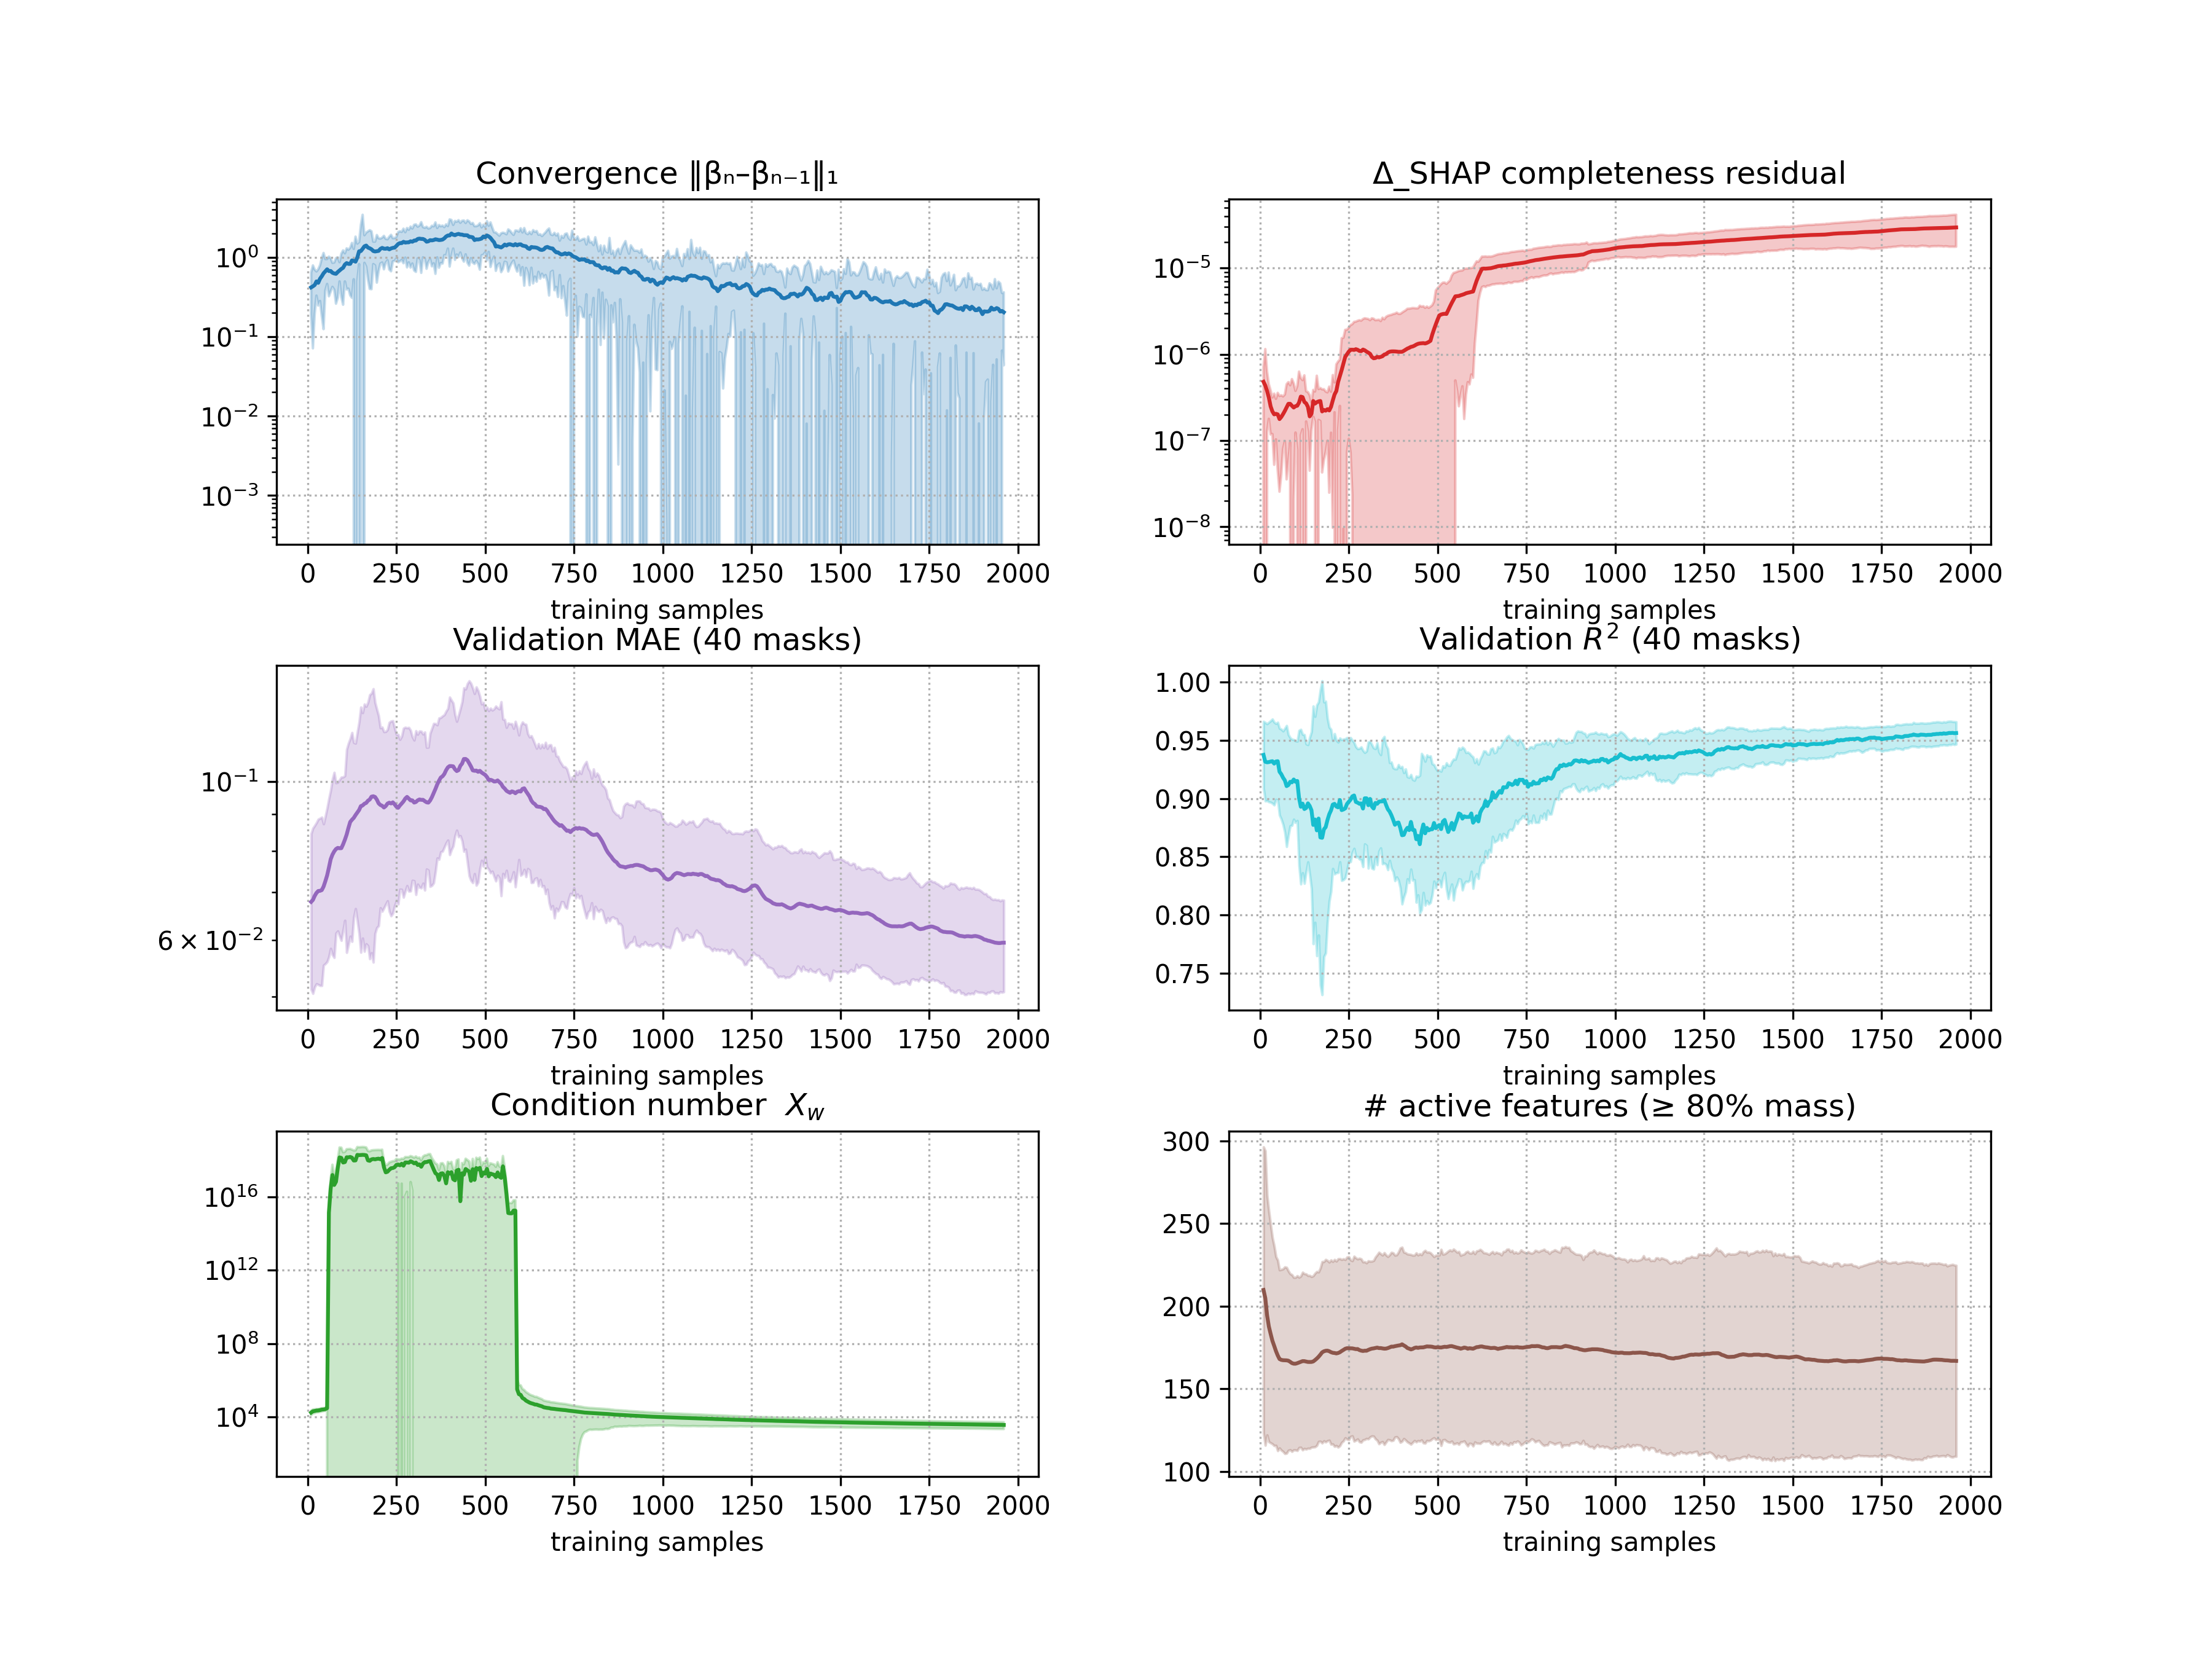 Convergence ‖βₙ–βₙ₋₁‖₁
10⁰
10⁻¹
10⁻²
10⁻³
0 250 500 750 1000 1250 1500 1750 2000
training samples
Δ_SHAP completeness residual
10⁻⁵
10⁻⁶
10⁻⁷
10⁻⁸
0 250 500 750 1000 1250 1500 1750 2000
training samples
Validation MAE (40 masks)
10⁻¹
6 × 10⁻²
0 250 500 750 1000 1250 1500 1750 2000
training samples
Validation R² (40 masks)
1.00
0.95
0.90
0.85
0.80
0.75
0 250 500 750 1000 1250 1500 1750 2000
training samples
Condition number X_w
10¹⁶
10¹²
10⁸
10⁴
0 250 500 750 1000 1250 1500 1750 2000
training samples
# active features (≥ 80% mass)
300
250
200
150
100
0 250 500 750 1000 1250 1500 1750 2000
training samples